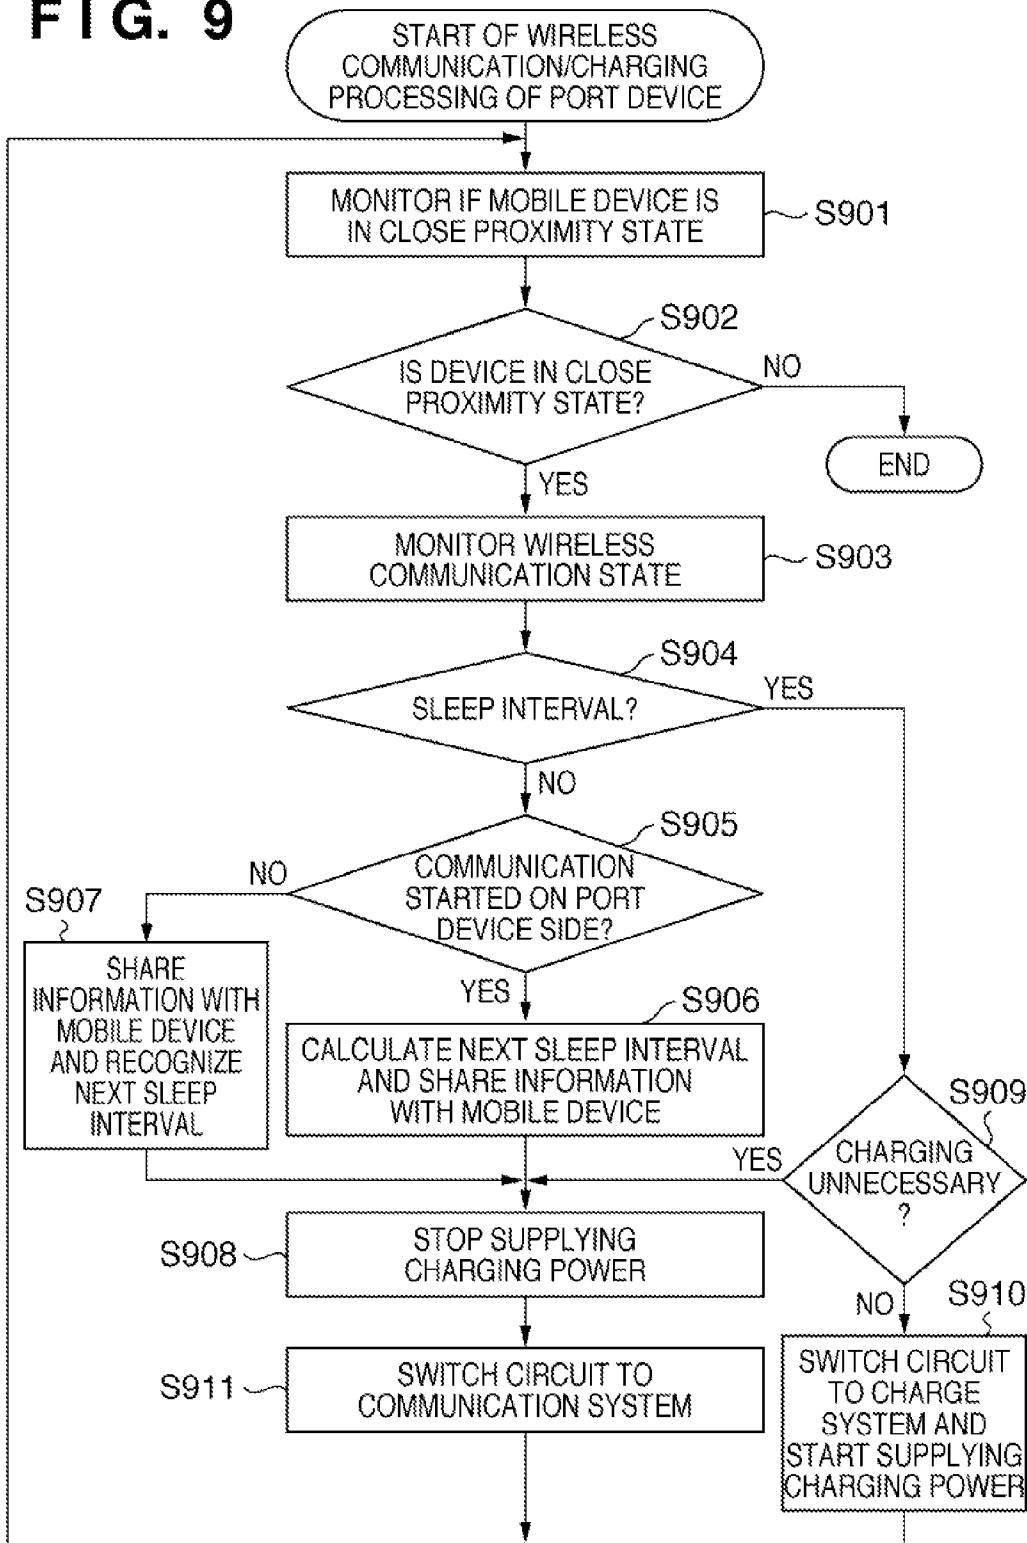 FIG. 9
START OF WIRELESS
COMMUNICATION/CHARGING
PROCESSING OF PORT DEVICE
MONITOR IF MOBILE DEVICE IS
IN CLOSE PROXIMITY STATE
S901
S902
IS DEVICE IN CLOSE
PROXIMITY STATE?
NO
END
YES
MONITOR WIRELESS
COMMUNICATION STATE
S903
S904
SLEEP INTERVAL?
YES
NO
S905
COMMUNICATION
STARTED ON PORT
DEVICE SIDE?
NO
S907
SHARE
INFORMATION WITH
MOBILE DEVICE
AND RECOGNIZE
NEXT SLEEP
INTERVAL
YES
S906
CALCULATE NEXT SLEEP INTERVAL
AND SHARE INFORMATION
WITH MOBILE DEVICE
S909
CHARGING
UNNECESSARY
?
YES
S908
STOP SUPPLYING
CHARGING POWER
NO
S910
SWITCH CIRCUIT
TO CHARGE
SYSTEM AND
START SUPPLYING
CHARGING POWER
S911
SWITCH CIRCUIT TO
COMMUNICATION SYSTEM